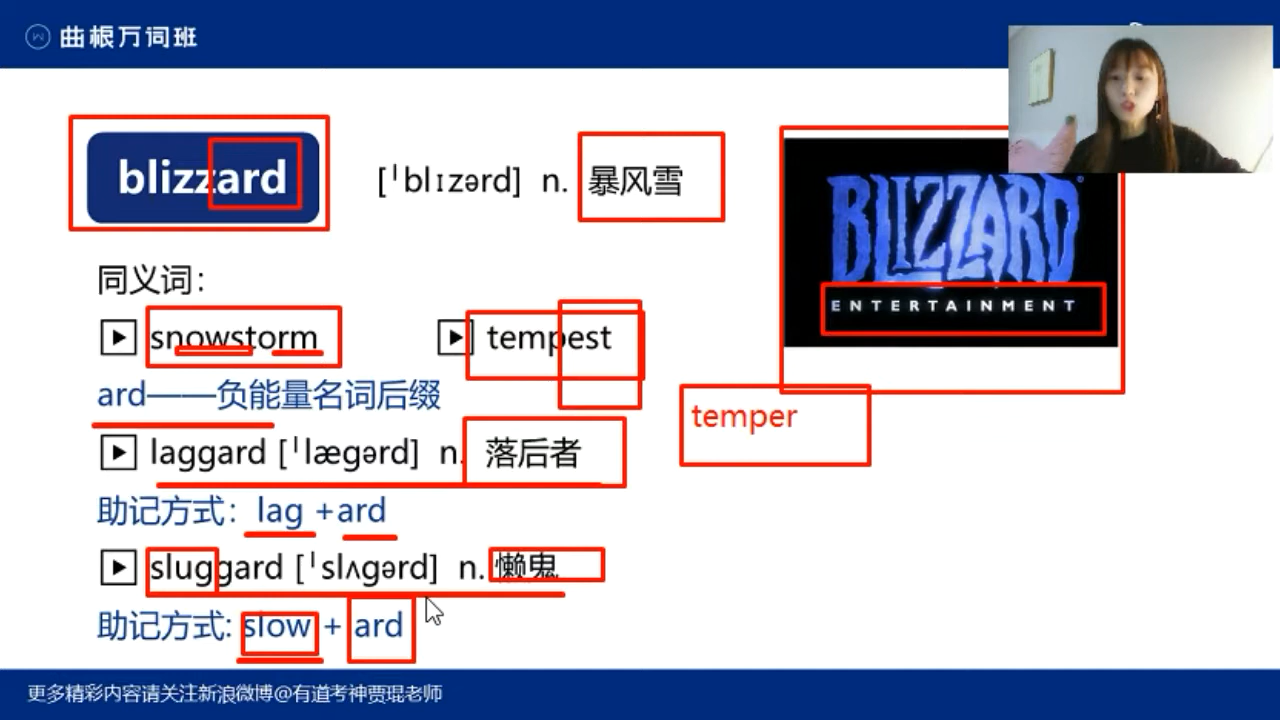 曲根万词班
blizzard
['blɪzərd] n. 暴风雪
BLIZZARD
ENTERTAINMENT
同义词：
snowstorm
tempest
ard——负能量名词后缀
temper
laggard ['læɡərd] n. 落后者
助记方式： lag +ard
sluggard ['slʌɡərd] n. 懒鬼
助记方式: slow + ard
更多精彩内容请关注新浪微博@有道考神贾琨老师